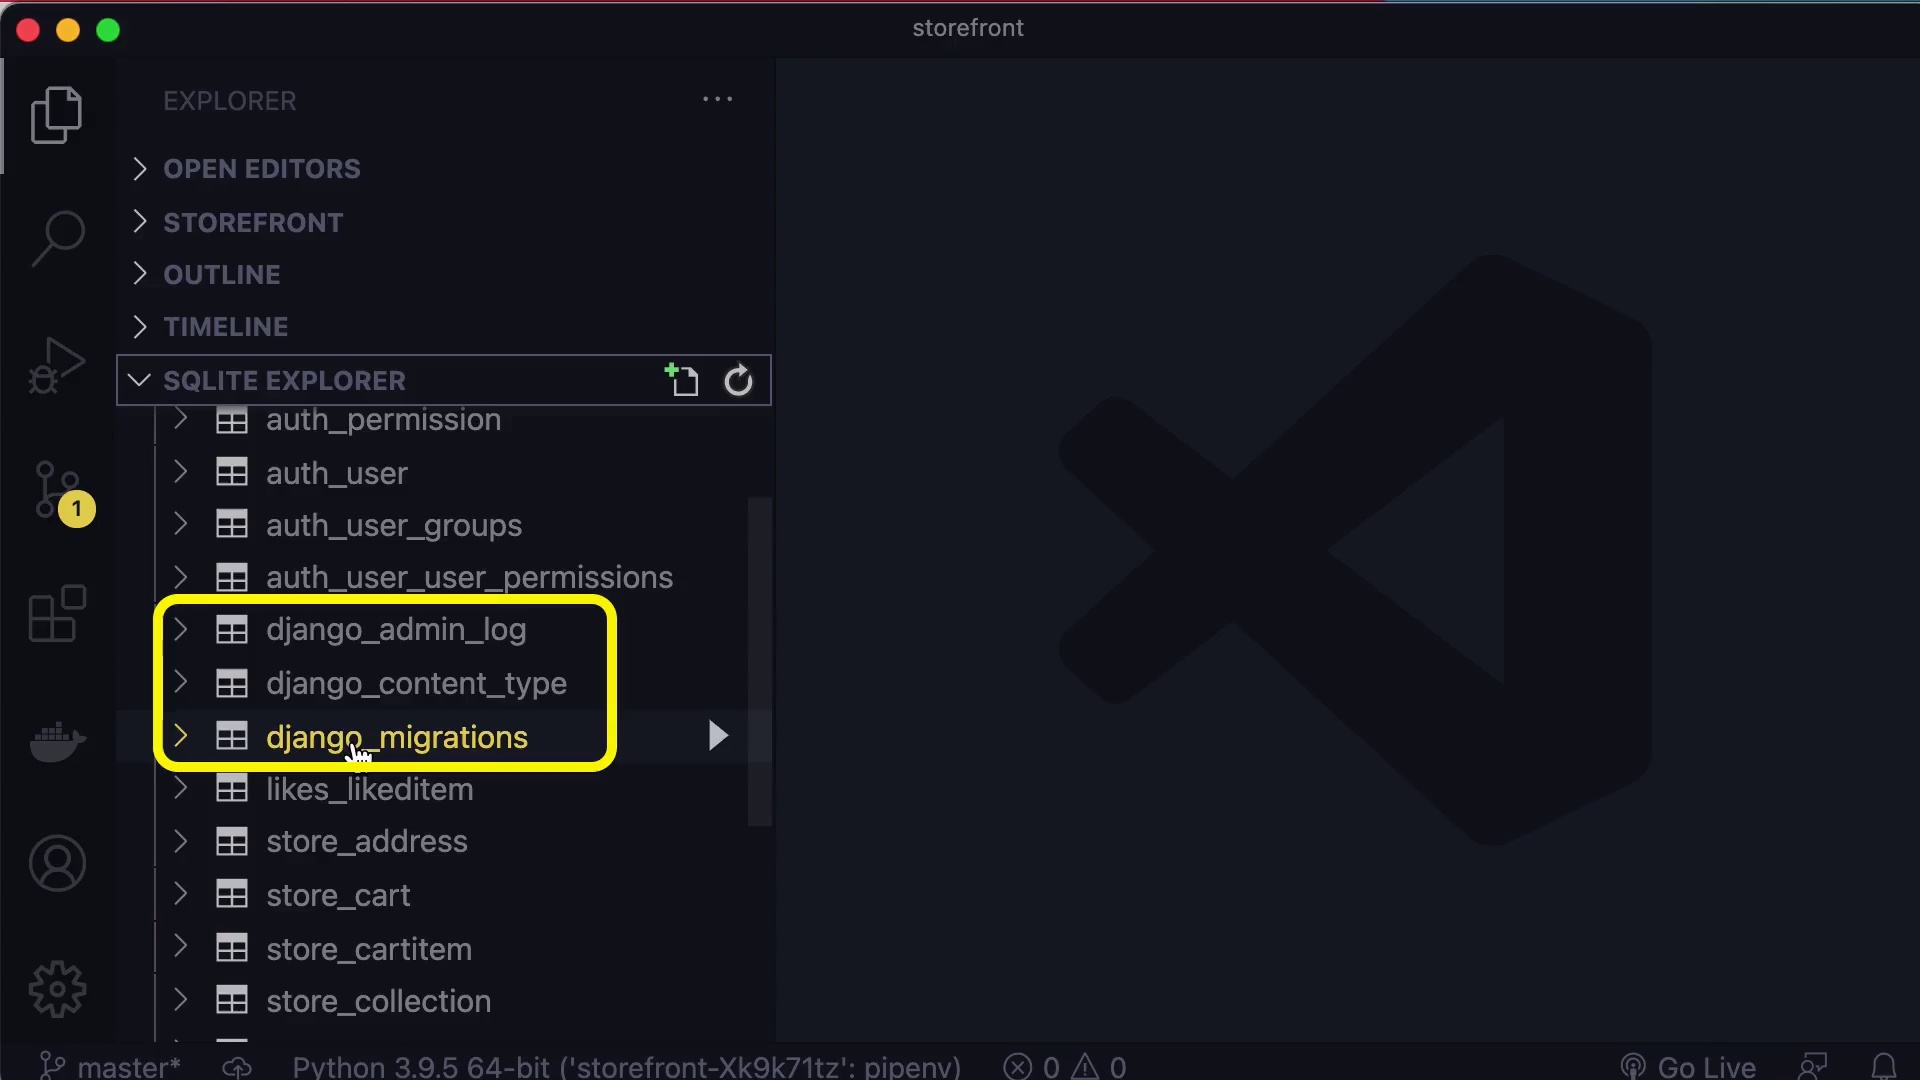 storefront
EXPLORER
OPEN EDITORS
STOREFRONT
OUTLINE
TIMELINE
SQLITE EXPLORER
auth_permission
auth_user
1
auth_user_groups
auth_user_user_permissions
django_admin_log
django_content_type
django_migrations
likes_likeditem
store_address
store_cart
store_cartitem
store_collection
master* Python 3.9.5 64-bit ('storefront-Xk9k71tz': pipenv) 0 0 Go Live